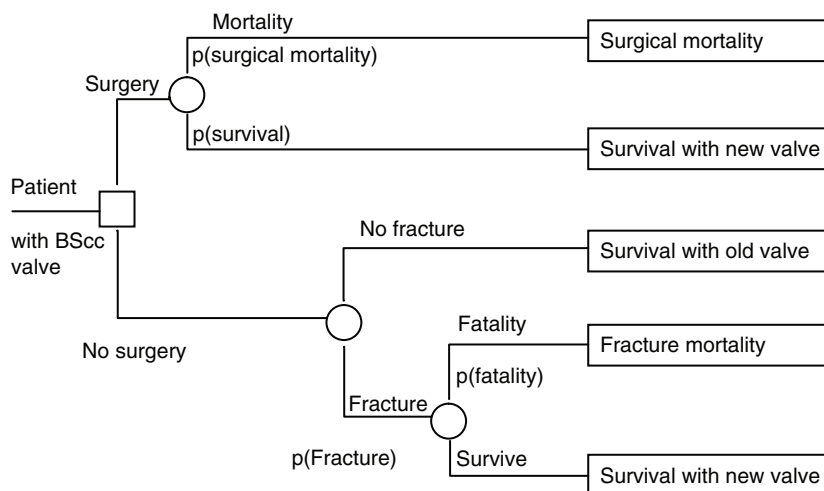 Mortality
Surgical mortality
p(surgical mortality)
Surgery
p(survival)
Survival with new valve
Patient
with BScc
valve
No fracture
Survival with old valve
No surgery
Fatality
Fracture mortality
p(fatality)
Fracture
p(Fracture)
Survive
Survival with new valve